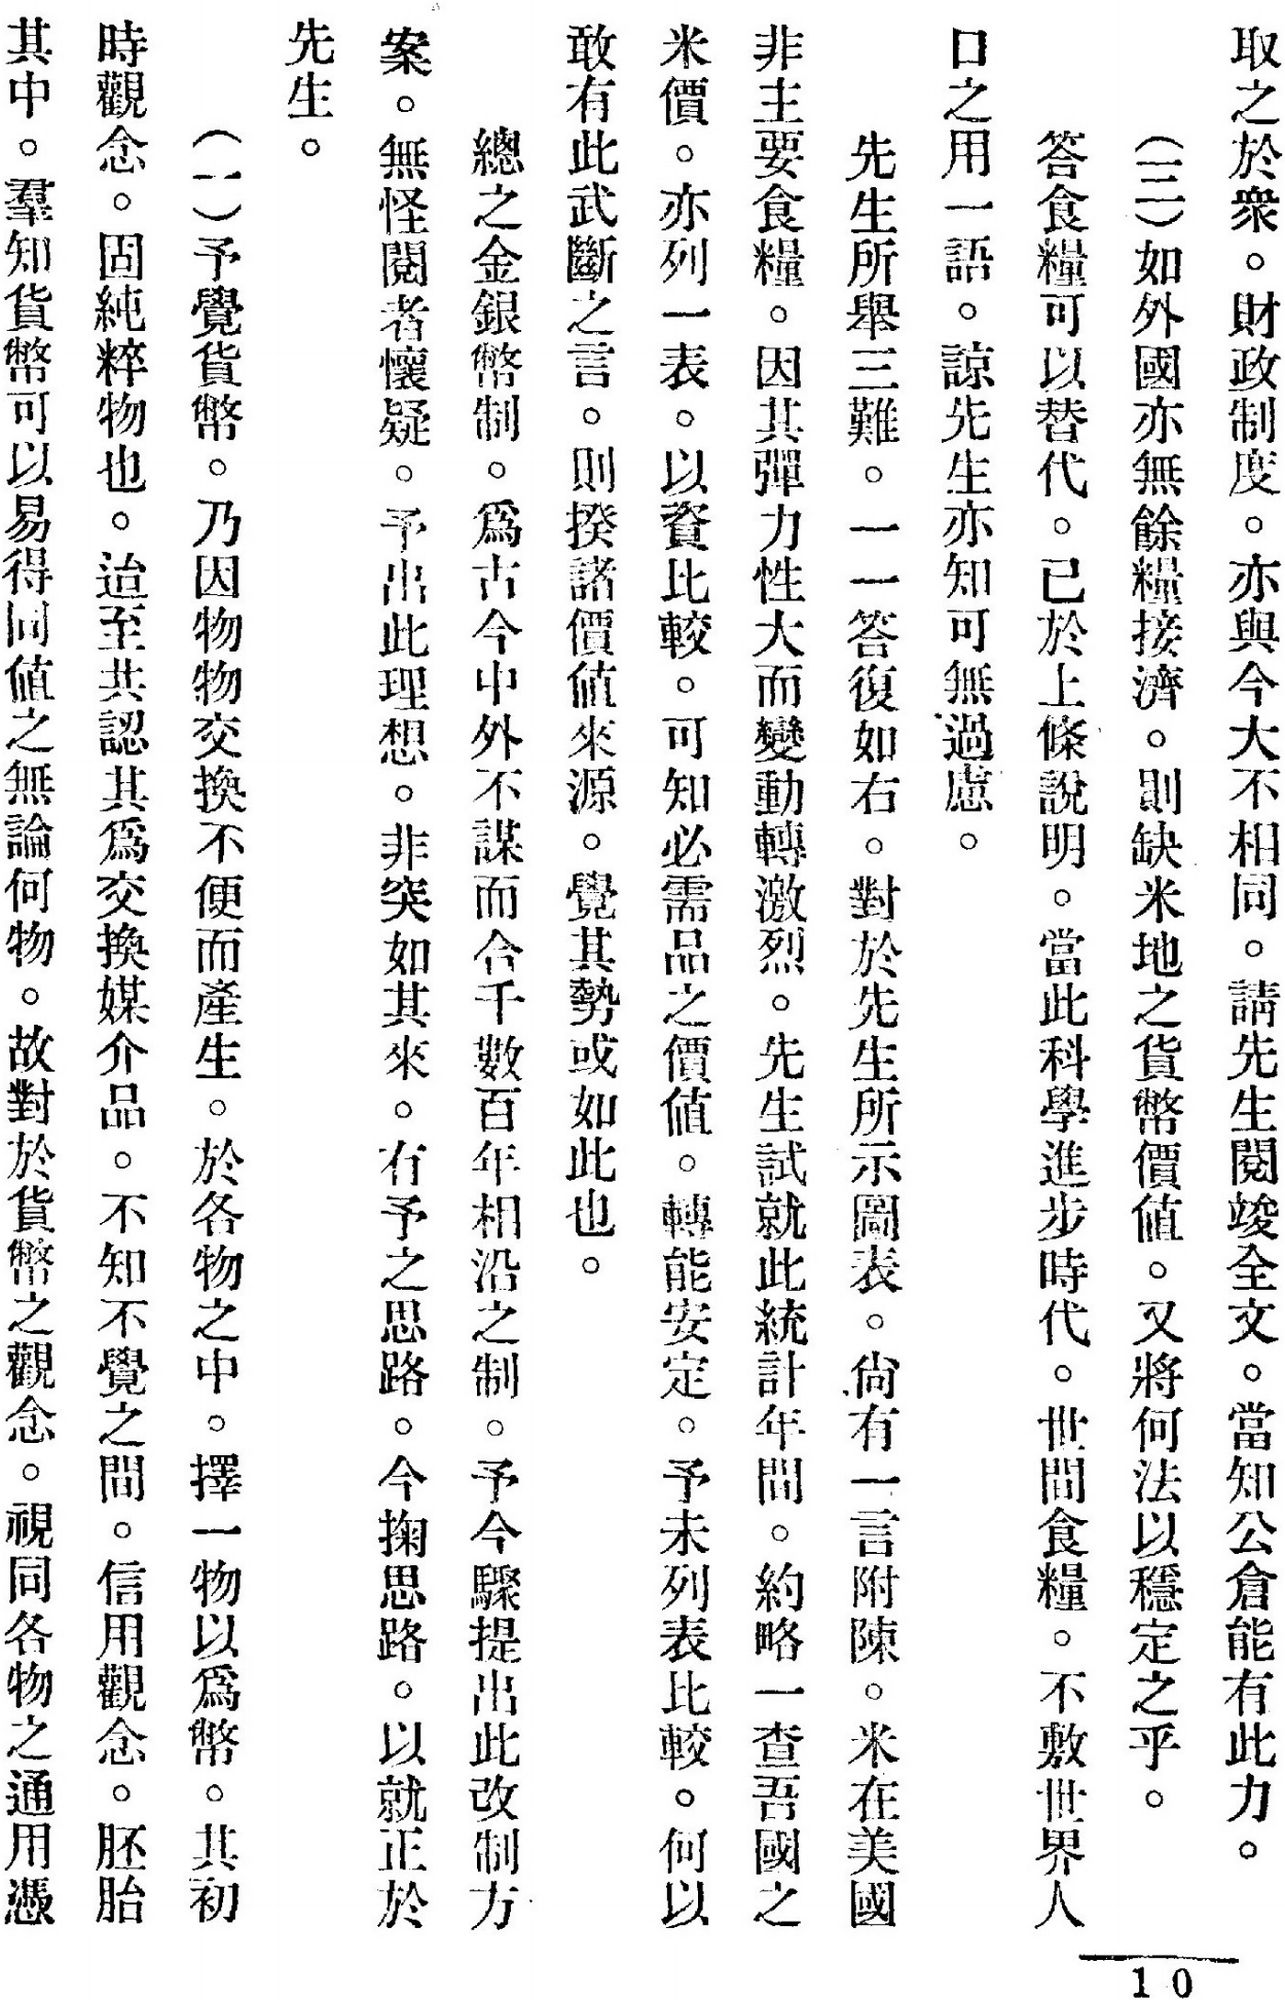 取之於衆。財政制度。亦與今大不相同。請先生閱竣全文。當知公倉能有此力。
(三)如外國亦無餘糧接濟。則缺米地之貨幣價値。又將何法以穩定之乎。
答食糧可以替代。已於上條說明。當此科學進步時代。世間食糧。不敷世界人
口之用一語。諒先生亦知可無過慮。
先生所舉三難。一一答復如右。對於先生所示圖表。尙有一言附陳。米在美國
非主要食糧。因其彈力性大而變動轉激烈。先生試就此統計年間。約略一查吾國之
米價。亦列一表。以資比較。可知必需品之價値。轉能安定。予未列表比較。何以
敢有此武斷之言。則揆諸價値來源。覺其勢或如此也。
總之金銀幣制。爲古今中外不謀而合千數百年相沿之制。予今驟提出此改制方
案。無怪閱者懷疑。予出此理想。非突如其來。有予之思路。今掬思路。以就正於
先生。
(一)予覺貨幣。乃因物物交換不便而產生。於各物之中。擇一物以爲幣。其初
時觀念。固純粹物也。迨至共認其爲交換媒介品。不知不覺之間。信用觀念。胚胎
其中。羣知貨幣可以易得同値之無論何物。故對於貨幣之觀念。視同各物之通用憑
10